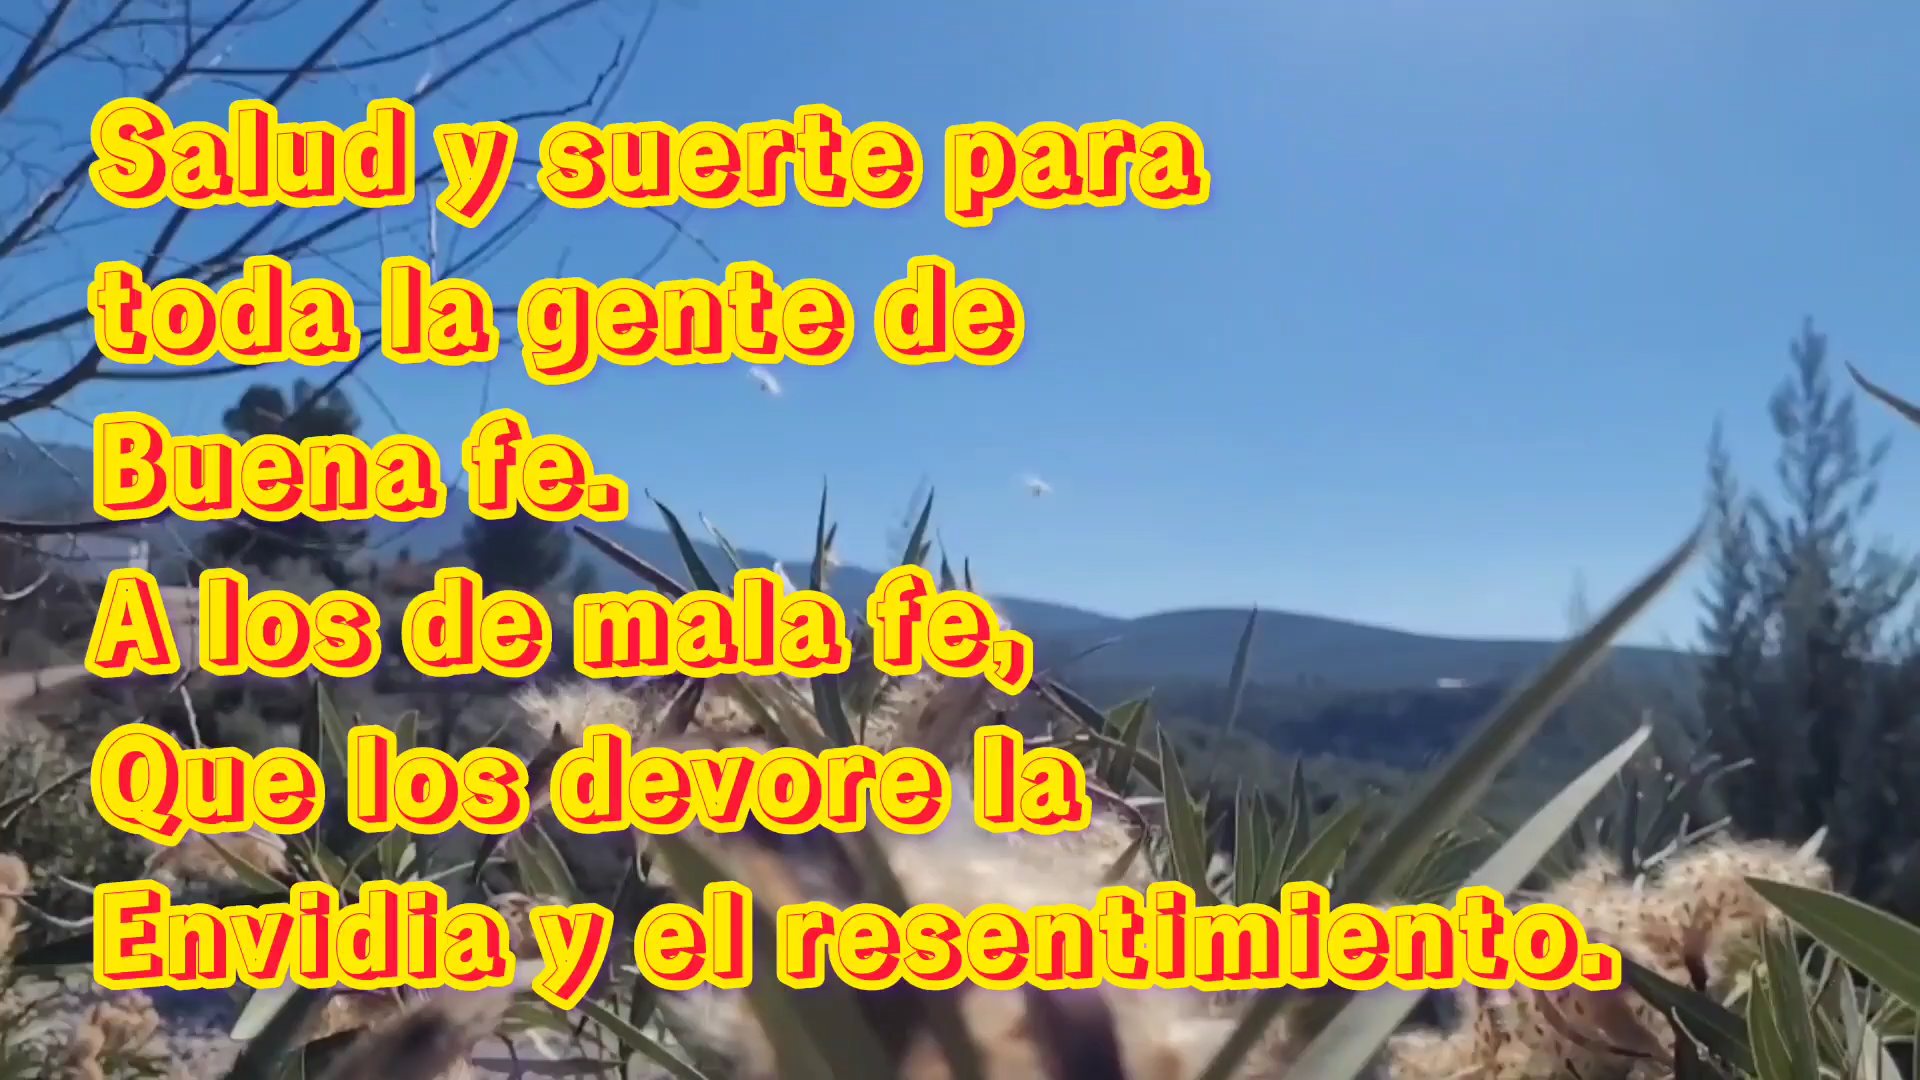 Salud y suerte para
toda la gente de
Buena fe.
A los de mala fe,
Que los devore la
Envidia y el resentimiento.